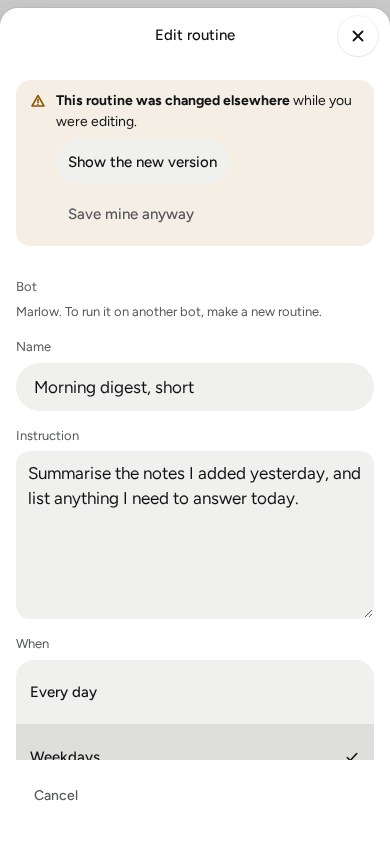 Edit routine
This routine was changed elsewhere while you
were editing.
Show the new version
Save mine anyway
Bot
Marlow. To run it on another bot, make a new routine.
Name
Morning digest, short
Instruction
Summarise the notes I added yesterday, and
list anything I need to answer today.
When
Every day
Weekdays
Cancel